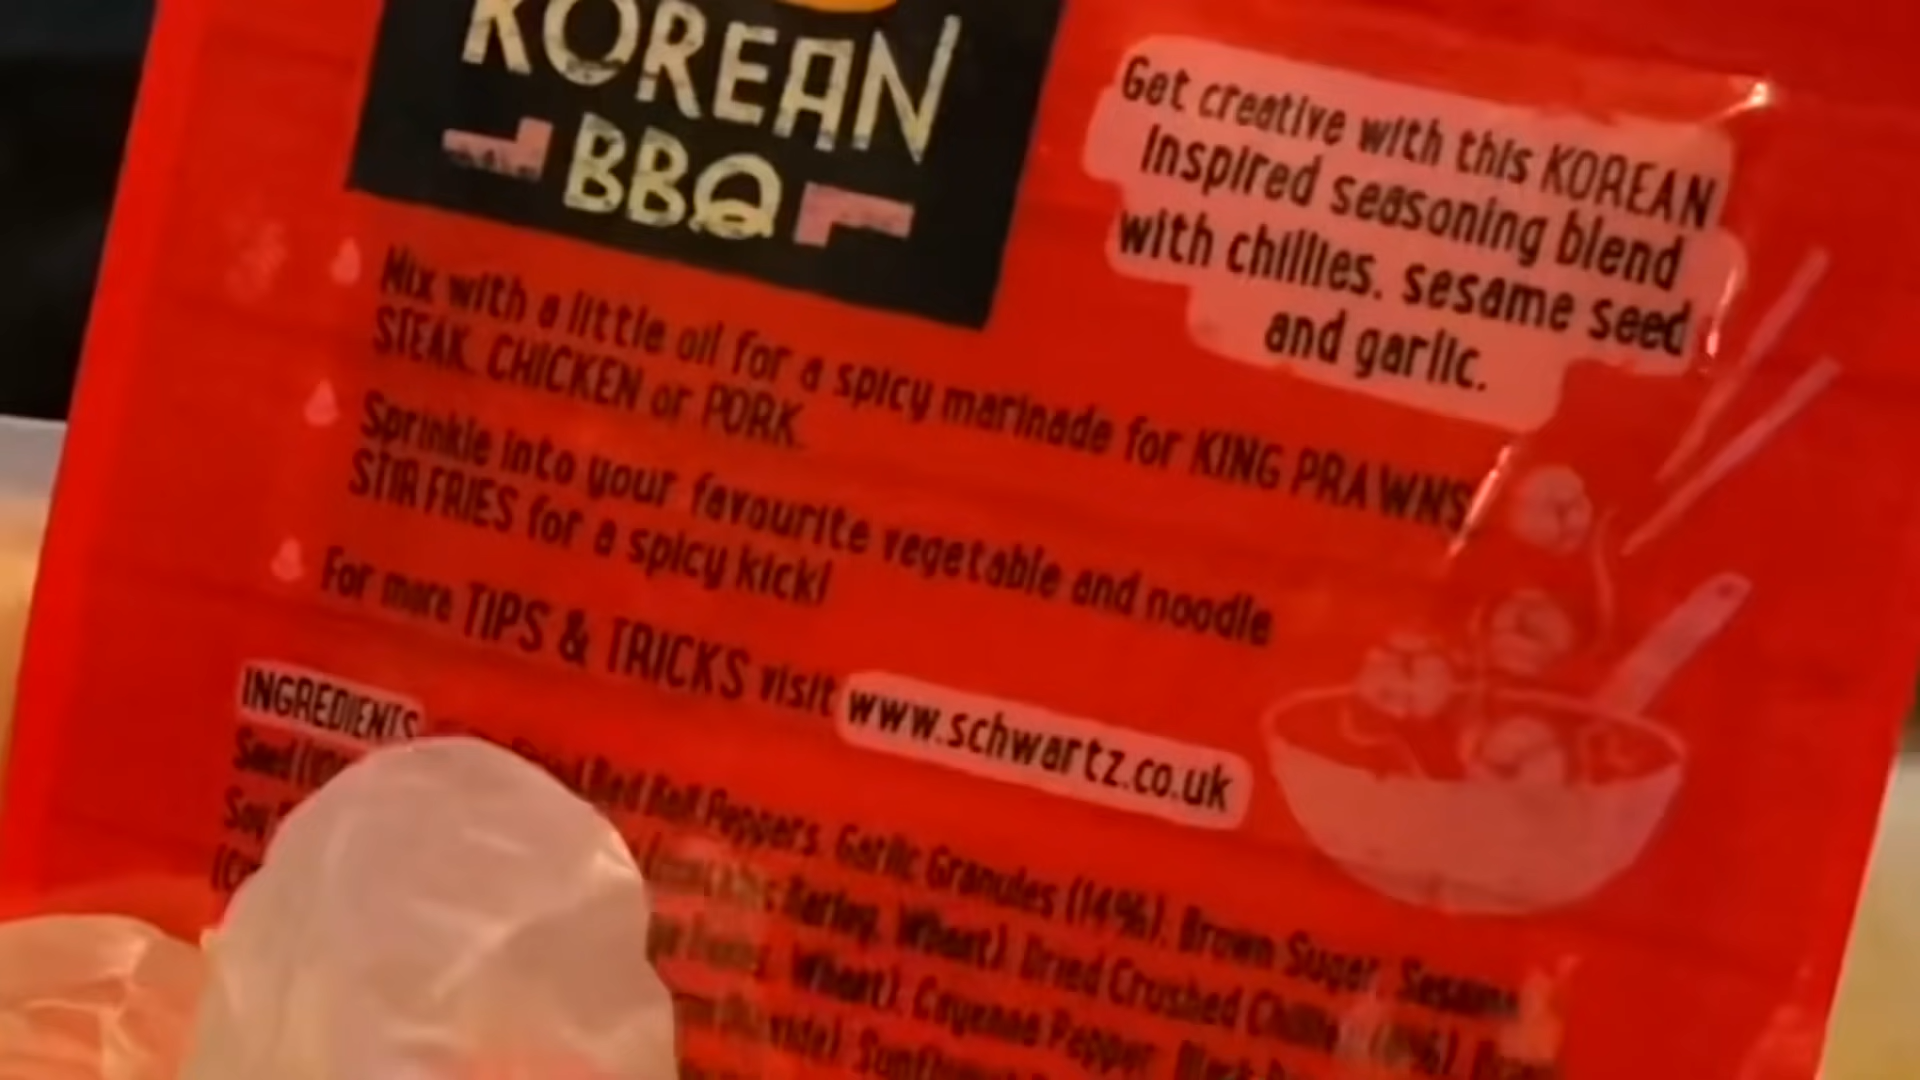 KOREAN
BBQ
Get creative with this KOREAN
inspired seasoning blend
with chillies, sesame seed
and garlic.
Mix with a little oil for a spicy marinade for KING PRAWNS,
STEAK, CHICKEN or PORK.
Sprinkle into your favourite vegetable and noodle
STIR FRIES for a spicy kick!
For more TIPS & TRICKS visit www.schwartz.co.uk
INGREDIENTS
Red Bell Peppers, Garlic Granules (14%), Brown Sugar, Sesame
Seed Barley, Wheat), Dried Crushed Chillies
Soy Wheat), Cayenne Pepper, Black